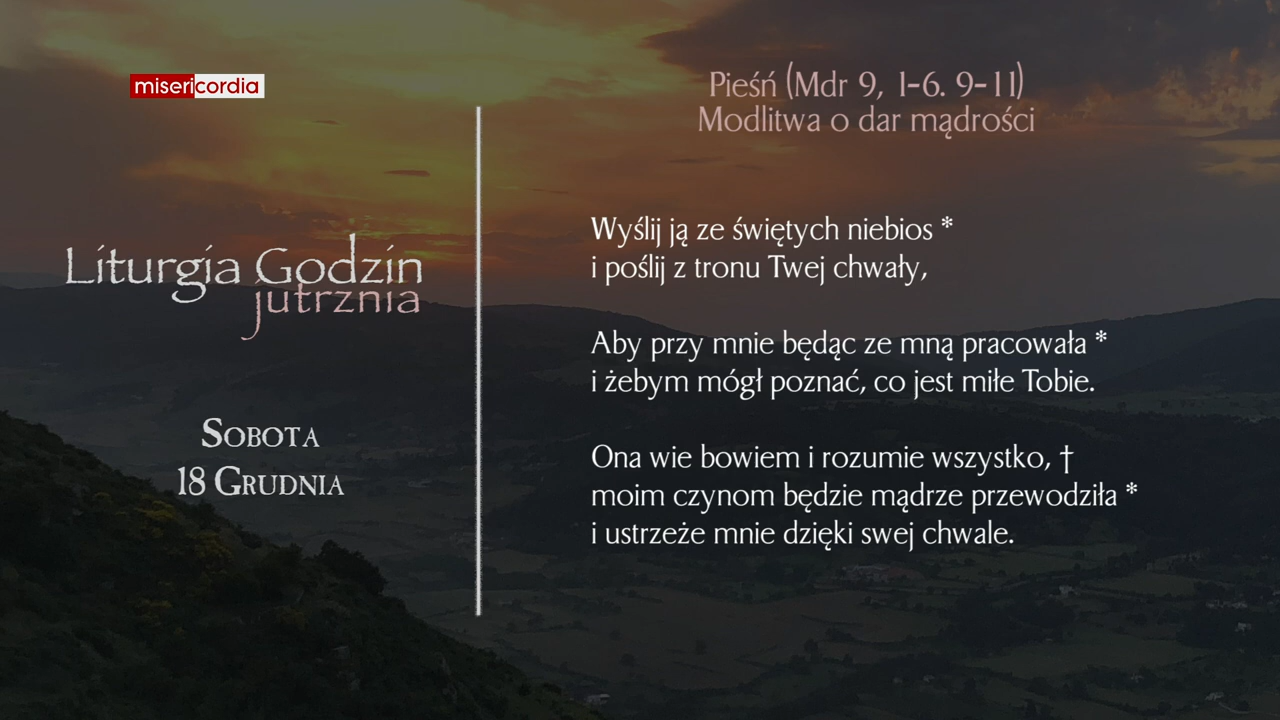 misericordia
Liturgia Godzin
jutrznia
Sobota
18 Grudnia
Pieśń (Mdr 9, 1-6. 9-11)
Modlitwa o dar mądrości
Wyślij ją ze świętych niebios *
i poślij z tronu Twej chwały,
Aby przy mnie będąc ze mną pracowała *
i żebym mógł poznać, co jest miłe Tobie.
Ona wie bowiem i rozumie wszystko, †
moim czynom będzie mądrze przewodziła *
i ustrzeże mnie dzięki swej chwale.